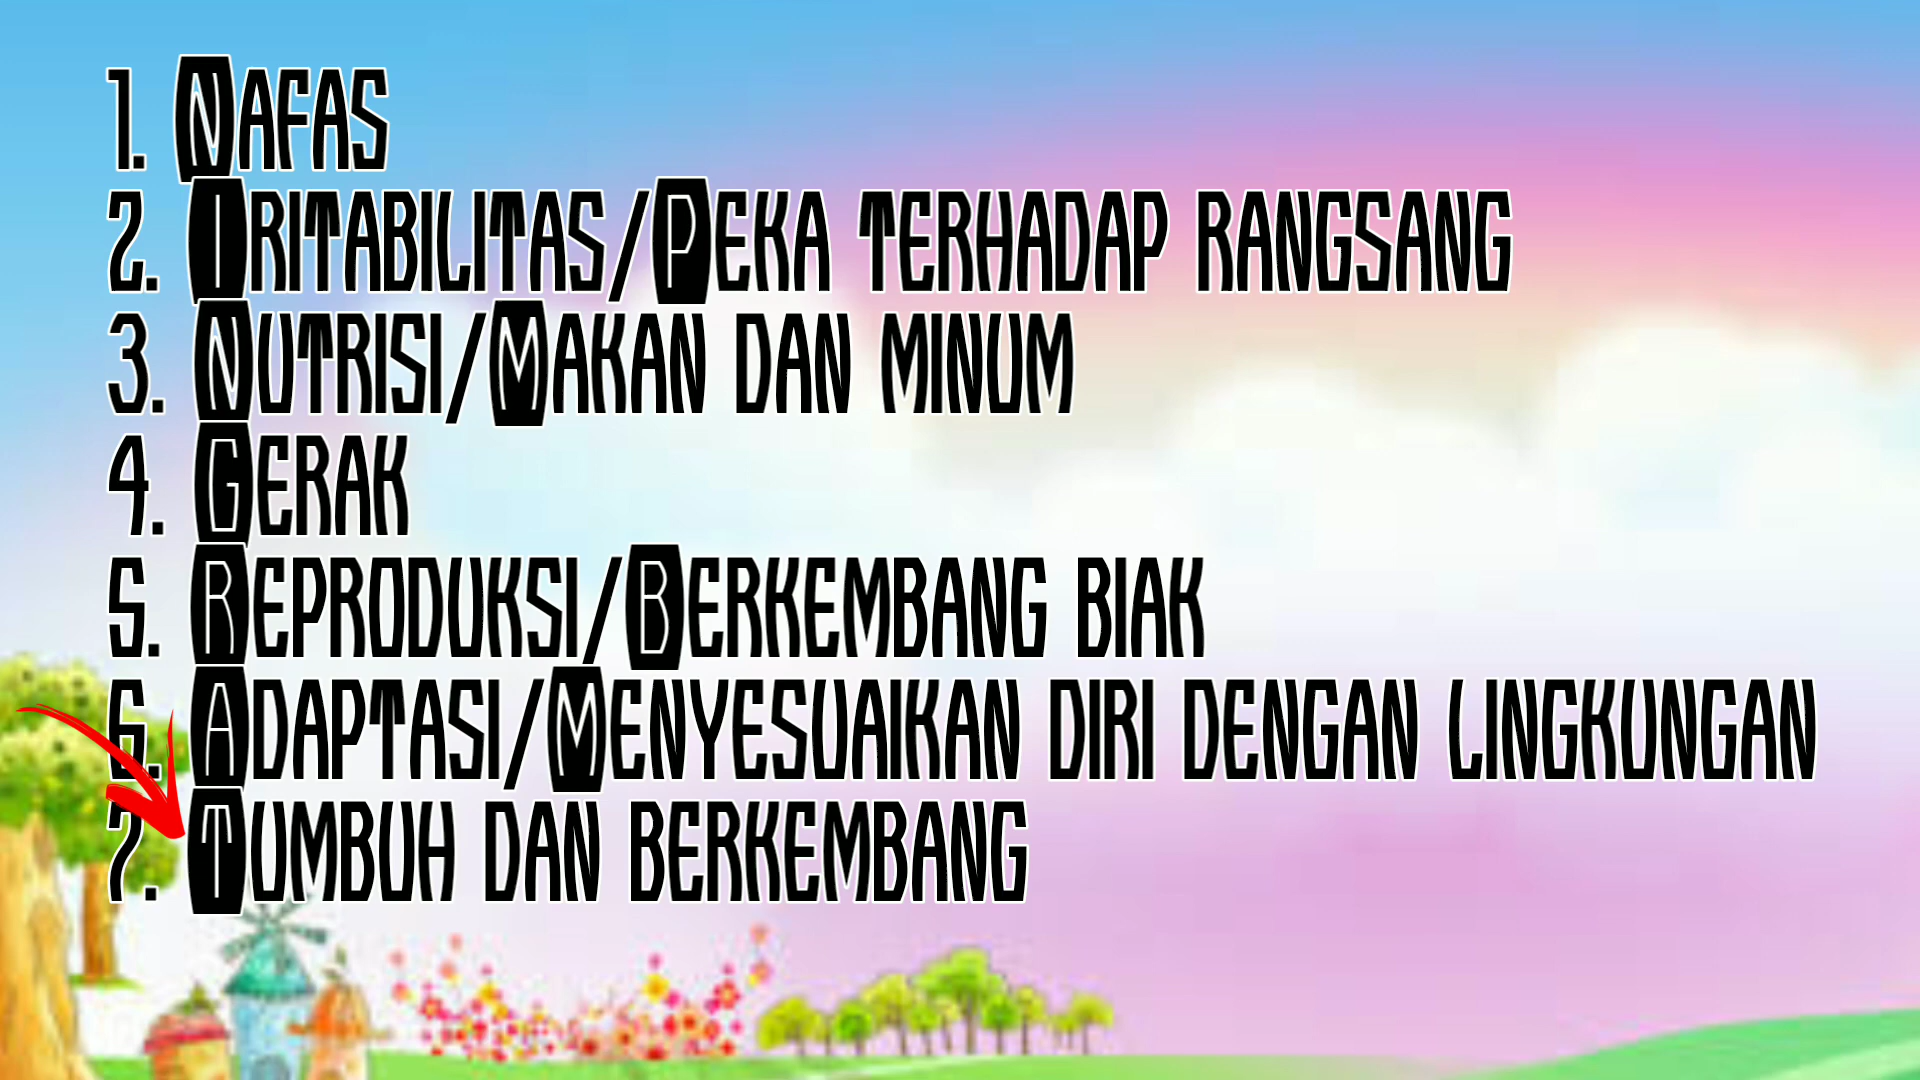 1. Nafas
2. Iritabilitas/Peka terhadap rangsang
3. Nutrisi/Makan dan minum
4. Gerak
5. Reproduksi/Berkembang biak
6. Adaptasi/Menyesuaikan diri dengan lingkungan
7. Tumbuh dan berkembang